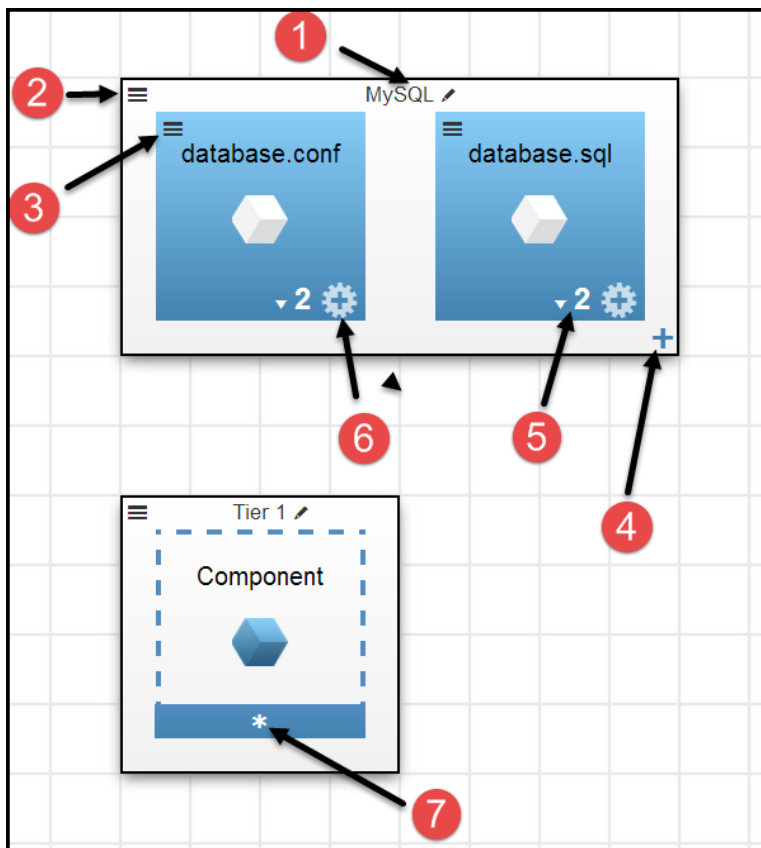 1
2
MySQL
3
database.conf
database.sql
2
2
6
5
4
Tier 1
Component
*
7